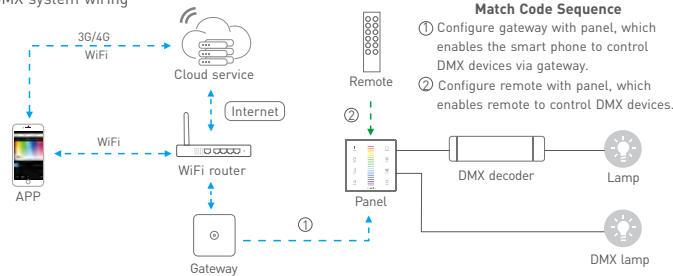 DMX system wiring
Match Code Sequence
① Configure gateway with panel, which
enables the smart phone to control
DMX devices via gateway.
② Configure remote with panel, which
enables remote to control DMX devices.
3G/4G
WiFi
Cloud service
Remote
Internet
②
WiFi
WiFi router
APP
Panel
DMX decoder
Lamp
①
Gateway
DMX lamp